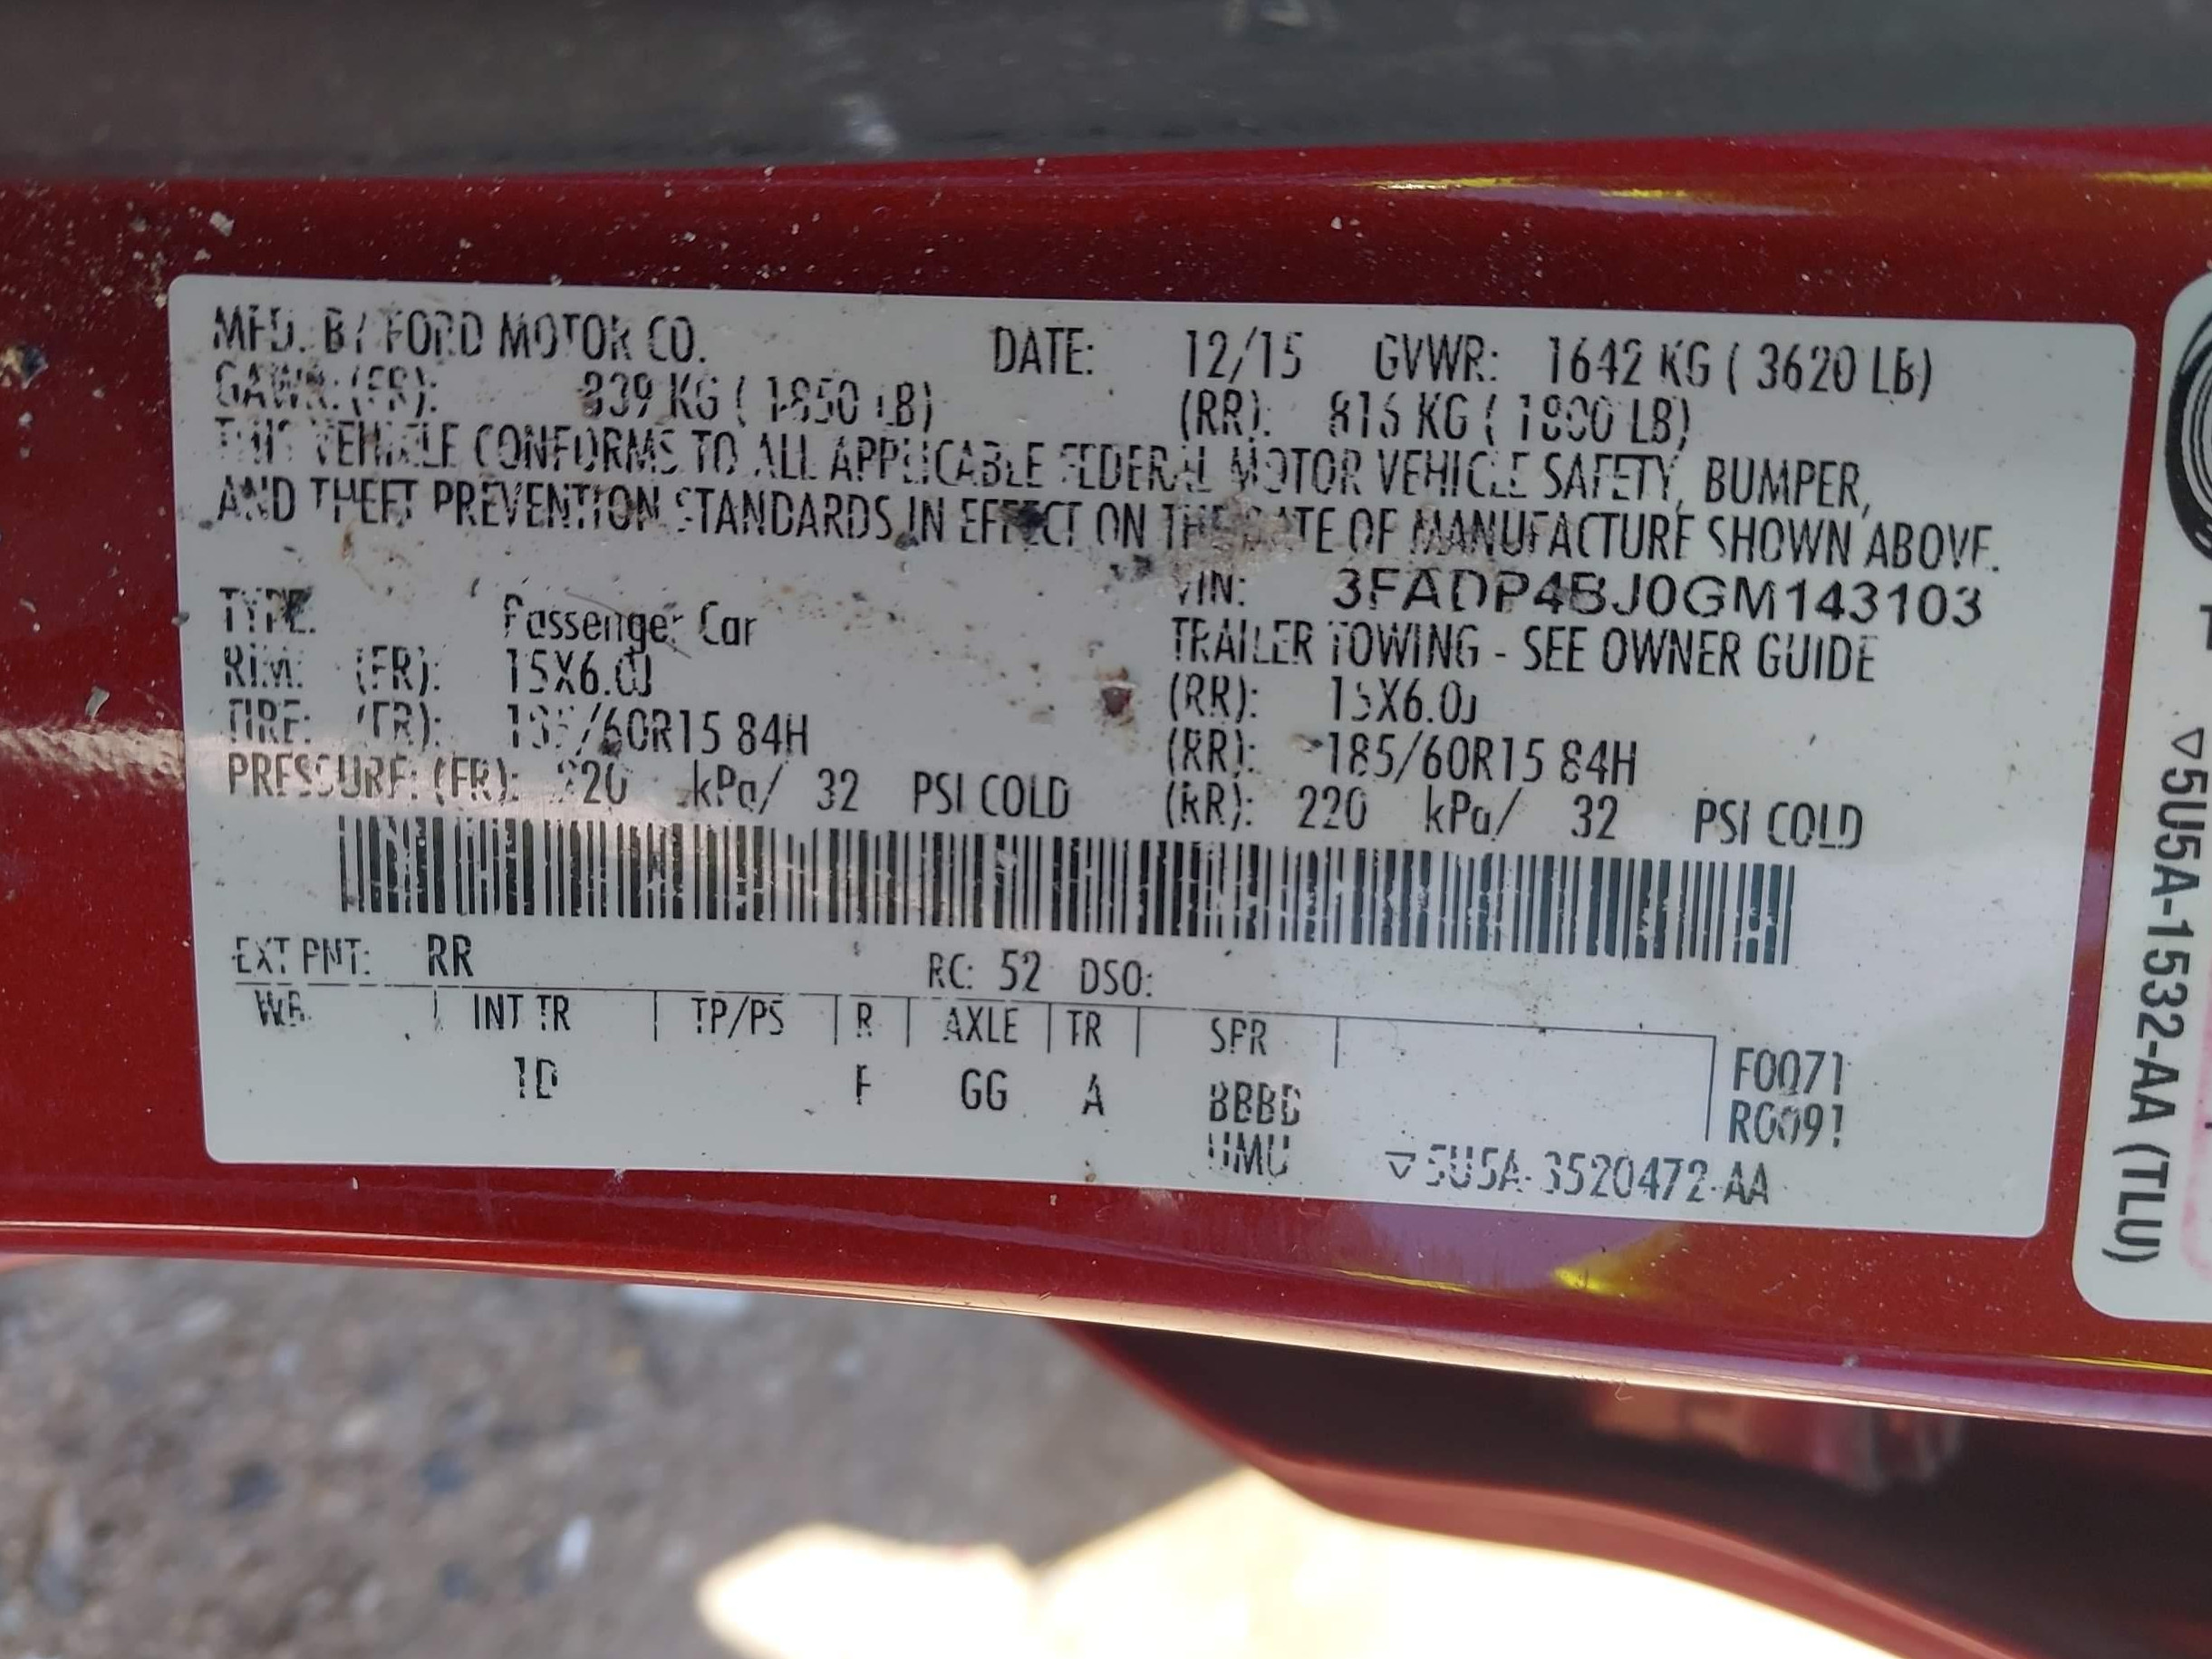 MFD. BY FORD MOTOR CO. DATE: 12/15 GVWR: 1642 KG ( 3620 LB)
GAWR: (FR): 839 KG ( 1850 LB) (RR): 816 KG ( 1800 LB)
THIS VEHICLE CONFORMS TO ALL APPLICABLE FEDERAL MOTOR VEHICLE SAFETY, BUMPER,
AND THEFT PREVENTION STANDARDS IN EFFECT ON THE DATE OF MANUFACTURE SHOWN ABOVE.
VIN: 3FADP4BJ0GM143103
TYPE: Passenger Car TRAILER TOWING - SEE OWNER GUIDE
RIM: (FR): 15X6.0J (RR): 15X6.0J
TIRE: (FR): 185/60R15 84H (RR): 185/60R15 84H
PRESSURE: (FR): 220 kPa/ 32 PSI COLD (RR): 220 kPa/ 32 PSI COLD
EXT PNT: RR RC: 52 DSO:
WB INT TR TP/PS R AXLE TR SPR
1D F GG A BBBD
UMU
F0071
R0091
▽5U5A-3520472-AA
▽5U5A-1532-AA (TLU)